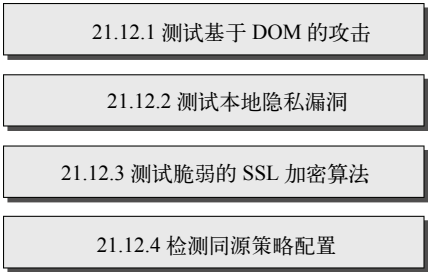 21.12.1 测试基于 DOM 的攻击
21.12.2 测试本地隐私漏洞
21.12.3 测试脆弱的 SSL 加密算法
21.12.4 检测同源策略配置